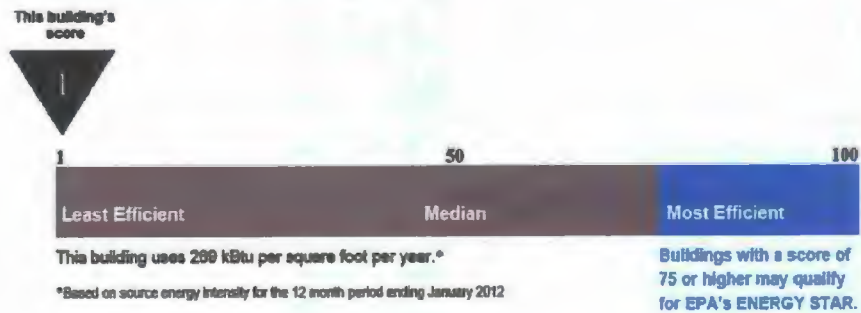 This building's
score
1
1 50 100
Least Efficient Median Most Efficient
This building uses 289 kBtu per square foot per year.*
*Based on source energy intensity for the 12 month period ending January 2012
Buildings with a score of
75 or higher may qualify
for EPA's ENERGY STAR.